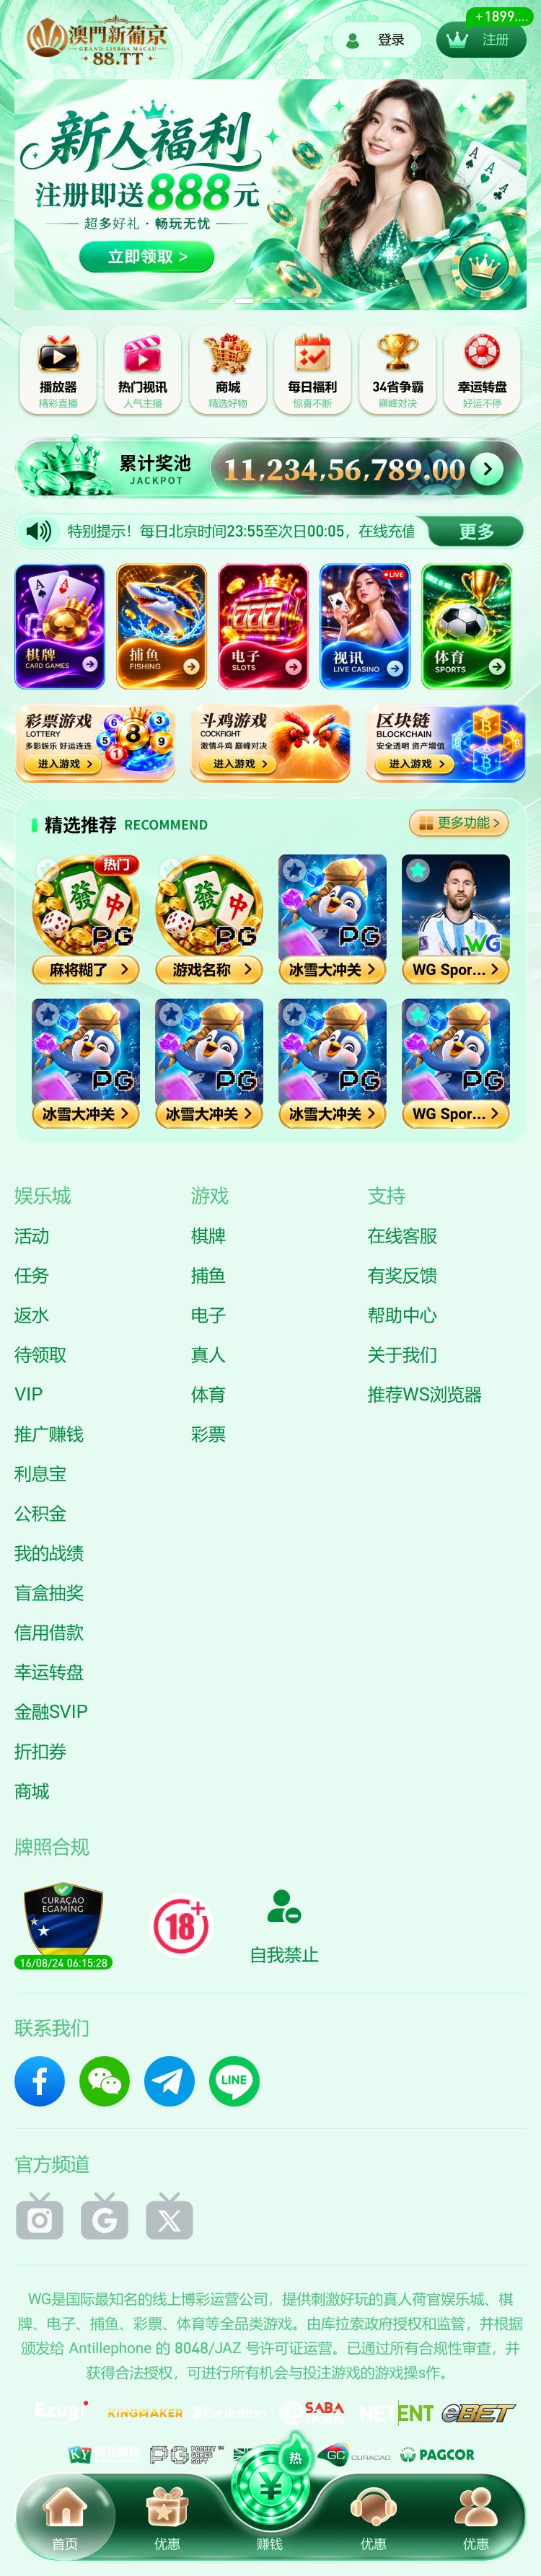 澳門新葡京
GRAND LISBOA MACAU
88.TT
登录
注册
+1899....
新人福利
注册即送888元
超多好礼·畅玩无忧
立即领取 >
播放器
精彩直播
热门视讯
人气主播
商城
精选好物
每日福利
惊喜不断
34省争霸
巅峰对决
幸运转盘
好运不停
累计奖池
JACKPOT
11,234,56,789.00
特别提示！每日北京时间23:55至次日00:05，在线充值
更多
棋牌
CARD GAMES
捕鱼
FISHING
777
电子
SLOTS
LIVE
视讯
LIVE CASINO
体育
SPORTS
彩票游戏
LOTTERY
多彩娱乐 好运连连
进入游戏
斗鸡游戏
COCKFIGHT
激情斗鸡 巅峰对决
进入游戏
区块链
BLOCKCHAIN
安全透明 资产增值
进入游戏
精选推荐 RECOMMEND
更多功能
热门
發 中
PG
麻将糊了
發 中
PG
游戏名称
PG
冰雪大冲关
WG
WG Spor...
PG
冰雪大冲关
PG
冰雪大冲关
PG
冰雪大冲关
PG
WG Spor...
娱乐城
活动
任务
返水
待领取
VIP
推广赚钱
利息宝
公积金
我的战绩
盲盒抽奖
信用借款
幸运转盘
金融SVIP
折扣券
商城
游戏
棋牌
捕鱼
电子
真人
体育
彩票
支持
在线客服
有奖反馈
帮助中心
关于我们
推荐WS浏览器
牌照合规
CURAÇAO
EGAMING
16/08/24 06:15:28
18+
自我禁止
联系我们
LINE
官方频道
WG是国际最知名的线上博彩运营公司，提供刺激好玩的真人荷官娱乐城、棋
牌、电子、捕鱼、彩票、体育等全品类游戏。由库拉索政府授权和监管，并根据
颁发给 Antillephone 的 8048/JAZ 号许可证运营。已通过所有合规性审查，并
获得合法授权，可进行所有机会与投注游戏的游戏操s作。
Ezugi
KINGMAKER
Evolution
SABA
SPORTS
NETENT
eBET
KY
PG POCKET GAMES SOFT
GC CURACAO
PAGCOR
热
首页
优惠
赚钱
优惠
优惠